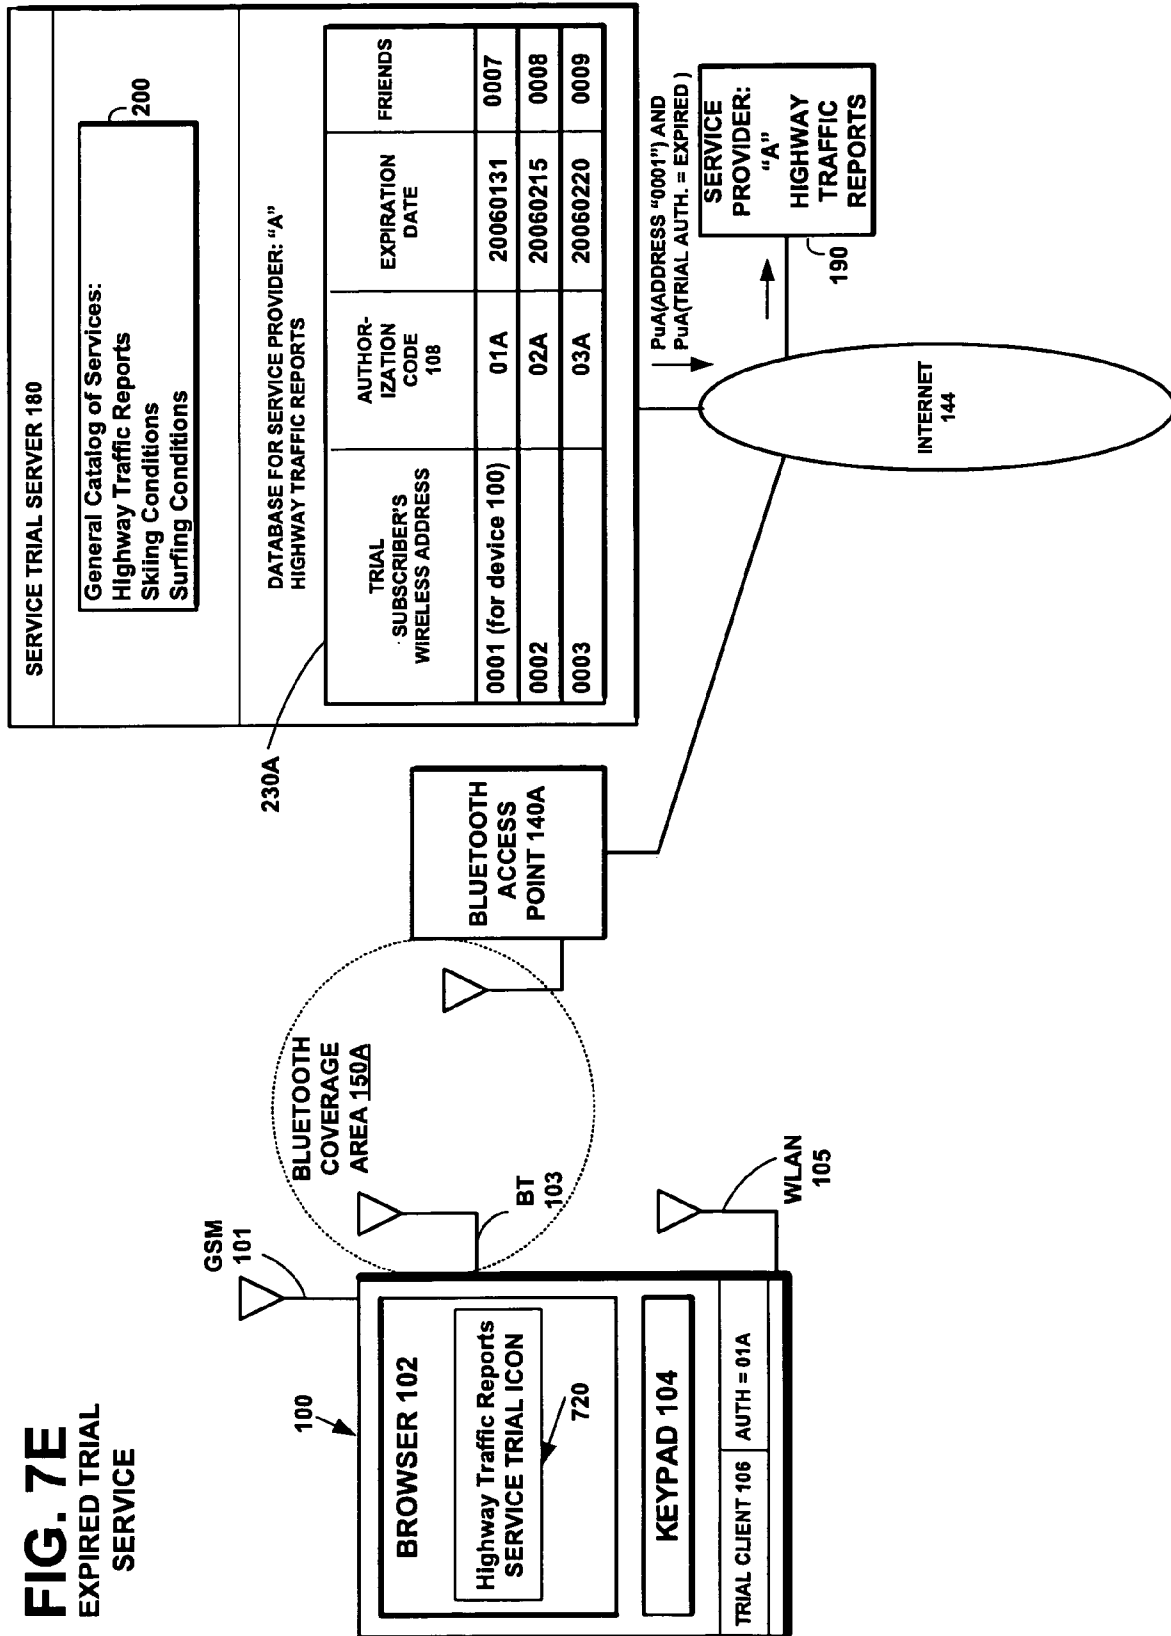 FIG. 7E
EXPIRED TRIAL
SERVICE
100
GSM
101
BROWSER 102
Highway Traffic Reports
SERVICE TRIAL ICON
720
KEYPAD 104
TRIAL CLIENT 106
AUTH = 01A
BT
103
WLAN
105
BLUETOOTH
COVERAGE
AREA 150A
BLUETOOTH
ACCESS
POINT 140A
SERVICE TRIAL SERVER 180
200
General Catalog of Services:
Highway Traffic Reports
Skiing Conditions
Surfing Conditions
230A
DATABASE FOR SERVICE PROVIDER: "A"
HIGHWAY TRAFFIC REPORTS
TRIAL
SUBSCRIBER'S
WIRELESS ADDRESS
AUTHOR-
IZATION
CODE
108
EXPIRATION
DATE
FRIENDS
0001 (for device 100) 01A 20060131 0007
0002 02A 20060215 0008
0003 03A 20060220 0009
PuA(ADDRESS "0001") AND
PuA(TRIAL AUTH. = EXPIRED )
INTERNET
144
190
SERVICE
PROVIDER:
"A"
HIGHWAY
TRAFFIC
REPORTS